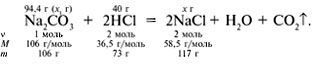 94,4 г (x₁ г) 40 г x г
Na₂CO₃ + 2HCl = 2NaCl + H₂O + CO₂↑.
ν 1 моль 2 моль 2 моль
M 106 г/моль 36,5 г/моль 58,5 г/моль
m 106 г 73 г 117 г